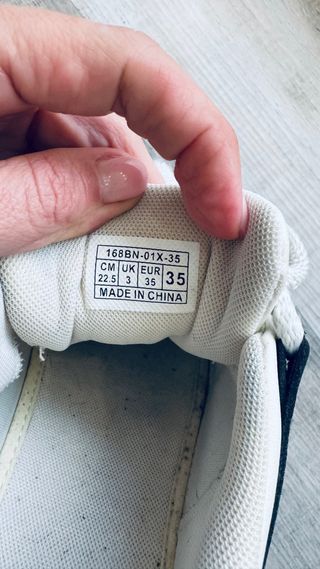 168BN-01X-35
CM UK EUR 35
22.5 3 35
MADE IN CHINA